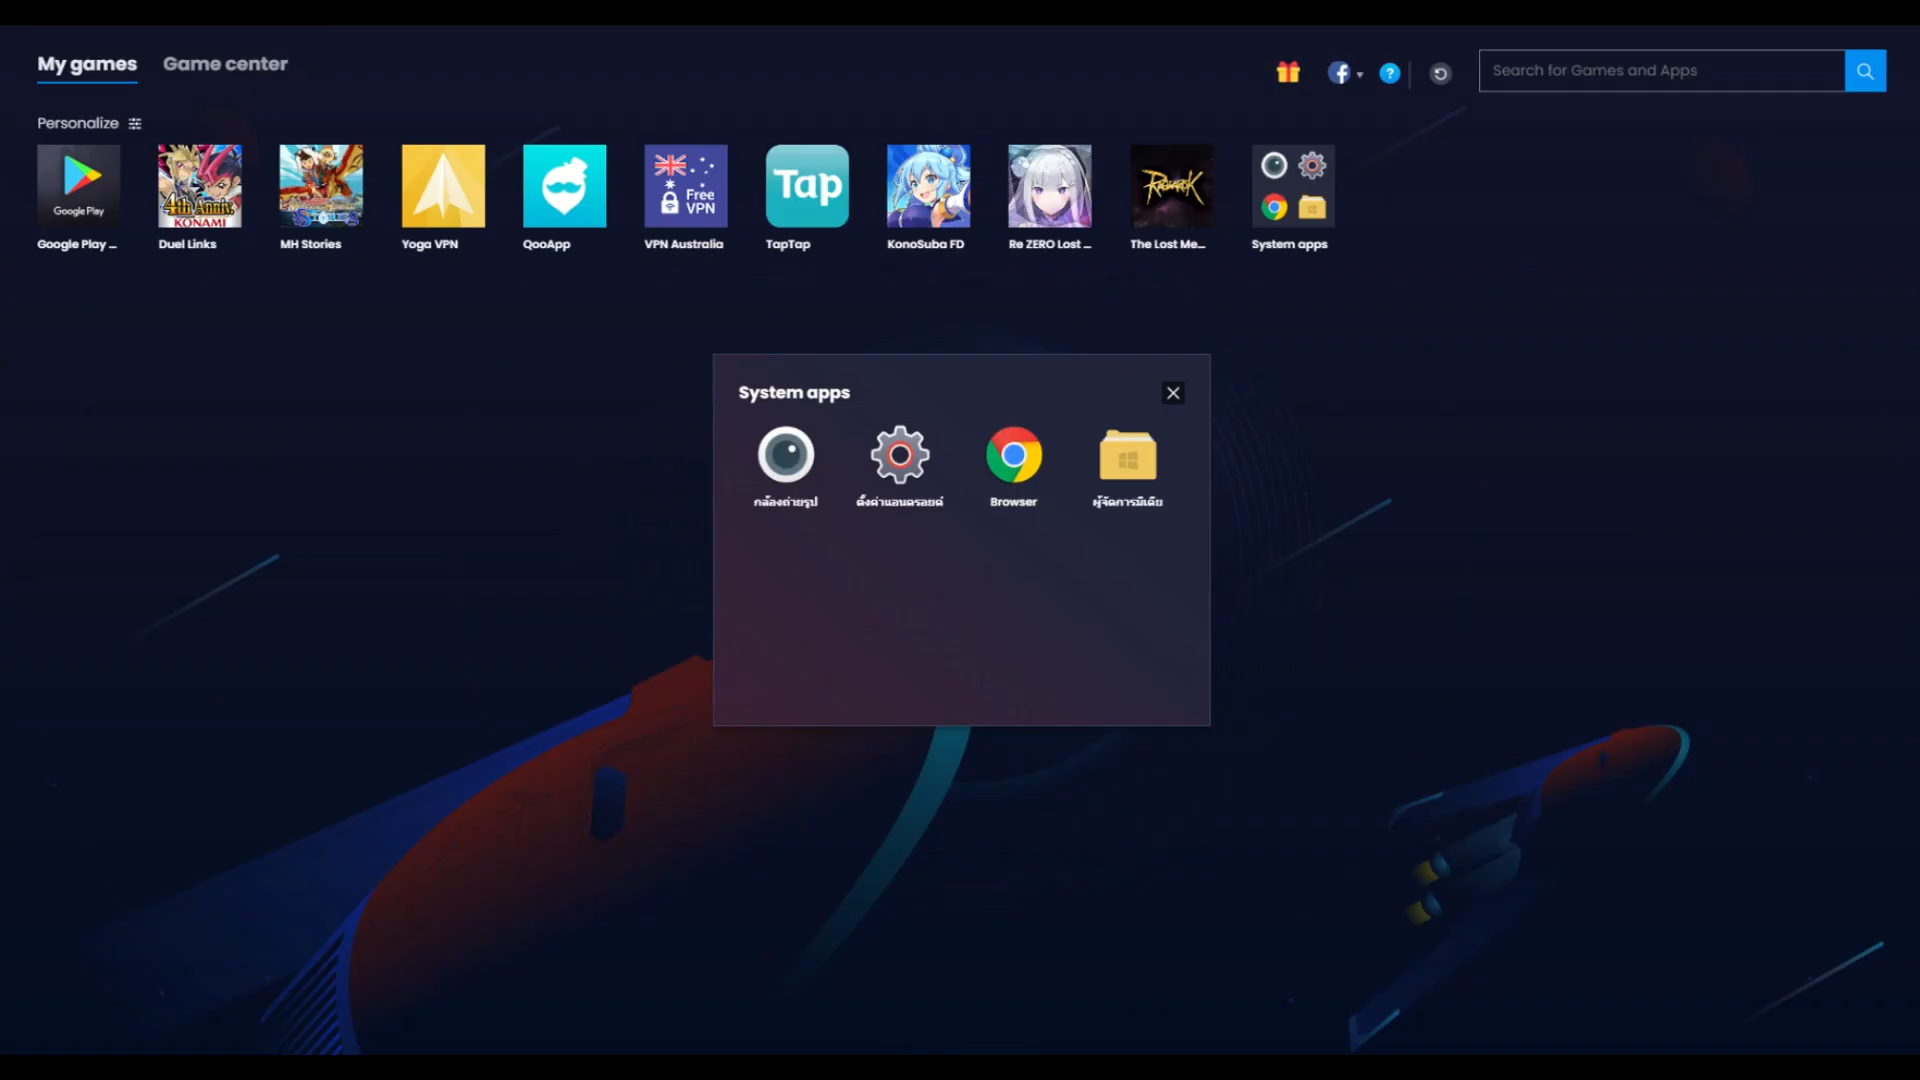 My games
Game center
Search for Games and Apps
Personalize
Google Play
4th Anniv.
KONAMI
Free
VPN
Tap
RAGNAROK
Google Play ...
Duel Links
MH Stories
Yoga VPN
QooApp
VPN Australia
TapTap
KonoSuba FD
Re ZERO Lost ...
The Lost Me...
System apps
System apps
กล้องถ่ายรูป
ตั้งค่าแอนดรอยด์
Browser
ผู้จัดการมีเดีย